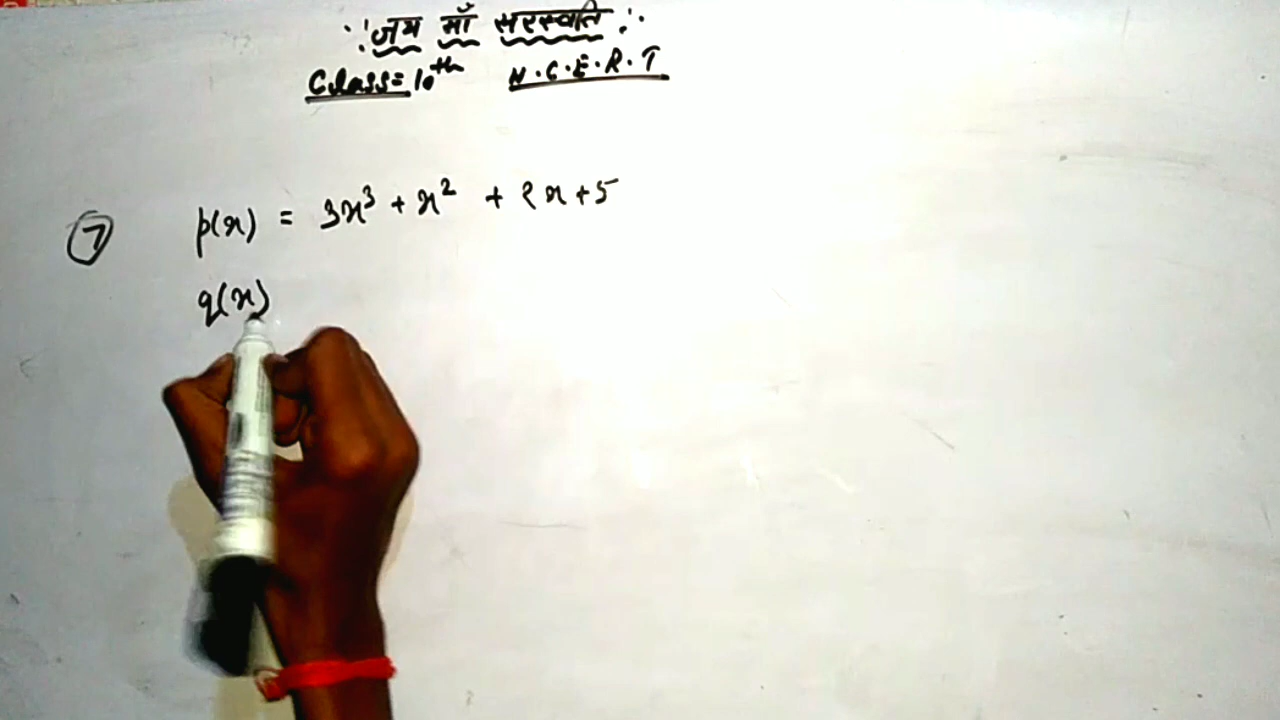 ∵ जय माँ सरस्वति ∴
Class = 10th N.C.E.R.T
7 p(x) = 3x³ + x² + 2x + 5
q(x)